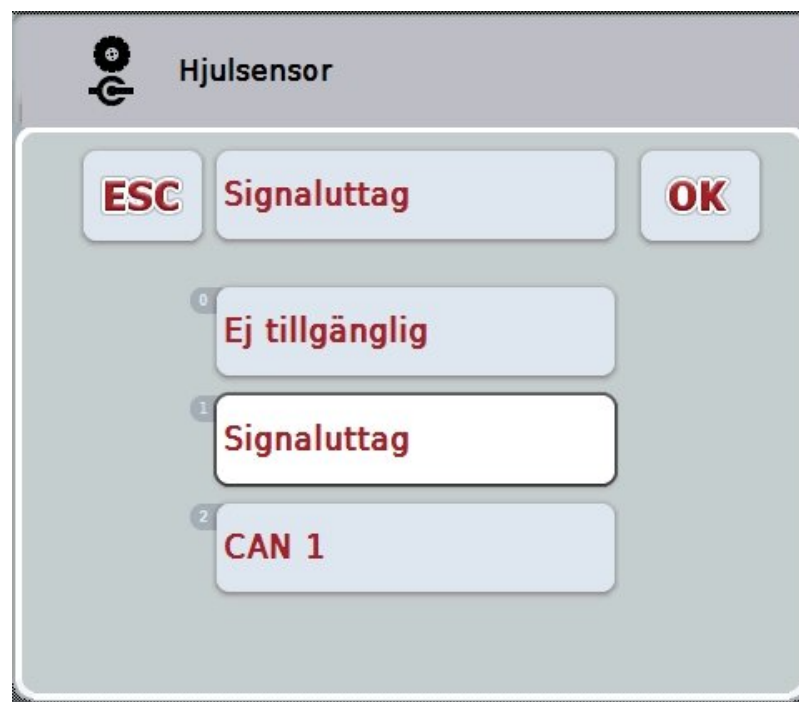 Hjulsensor
ESC Signaluttag OK
0
Ej tillgänglig
1
Signaluttag
2
CAN 1